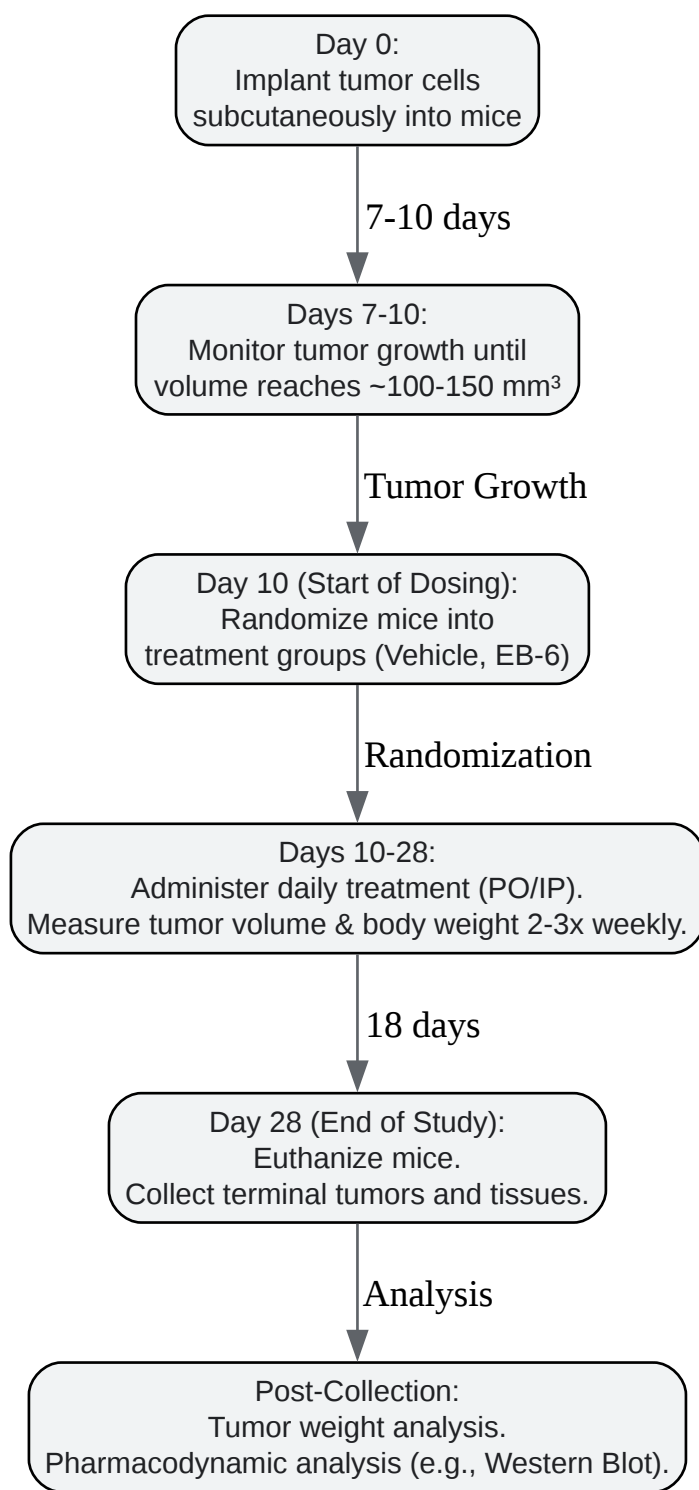 Day 0:
Implant tumor cells
subcutaneously into mice
7-10 days
Days 7-10:
Monitor tumor growth until
volume reaches ~100-150 mm³
Tumor Growth
Day 10 (Start of Dosing):
Randomize mice into
treatment groups (Vehicle, EB-6)
Randomization
Days 10-28:
Administer daily treatment (PO/IP).
Measure tumor volume & body weight 2-3x weekly.
18 days
Day 28 (End of Study):
Euthanize mice.
Collect terminal tumors and tissues.
Analysis
Post-Collection:
Tumor weight analysis.
Pharmacodynamic analysis (e.g., Western Blot).